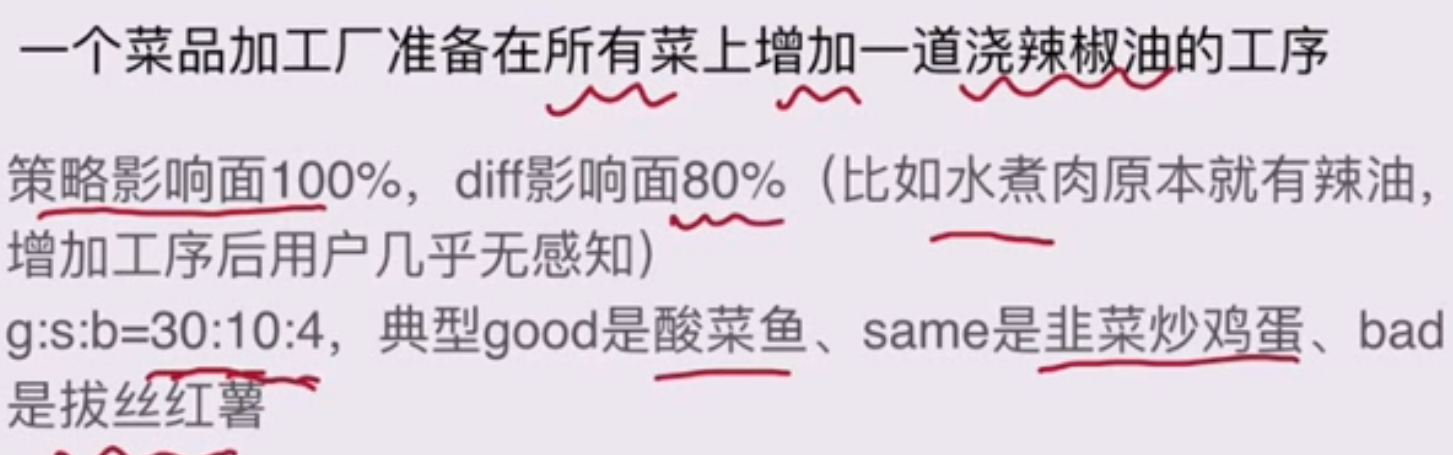 一个菜品加工厂准备在所有菜上增加一道浇辣椒油的工序
策略影响面100%，diff影响面80%（比如水煮肉原本就有辣油，
增加工序后用户几乎无感知）
g:s:b=30:10:4，典型good是酸菜鱼、same是韭菜炒鸡蛋、bad
是拔丝红薯